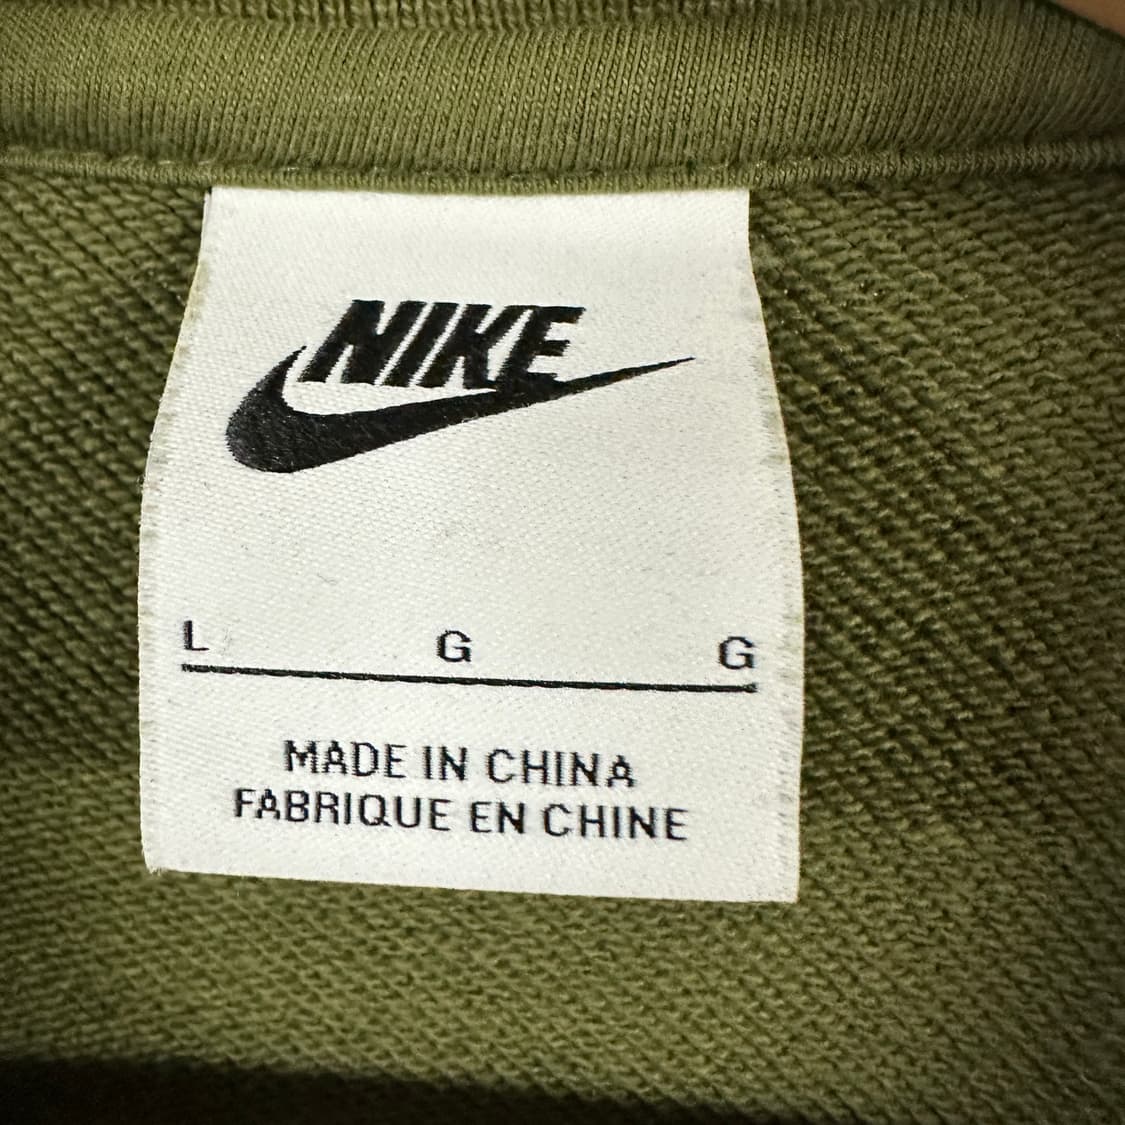 NIKE
L G G
MADE IN CHINA
FABRIQUE EN CHINE